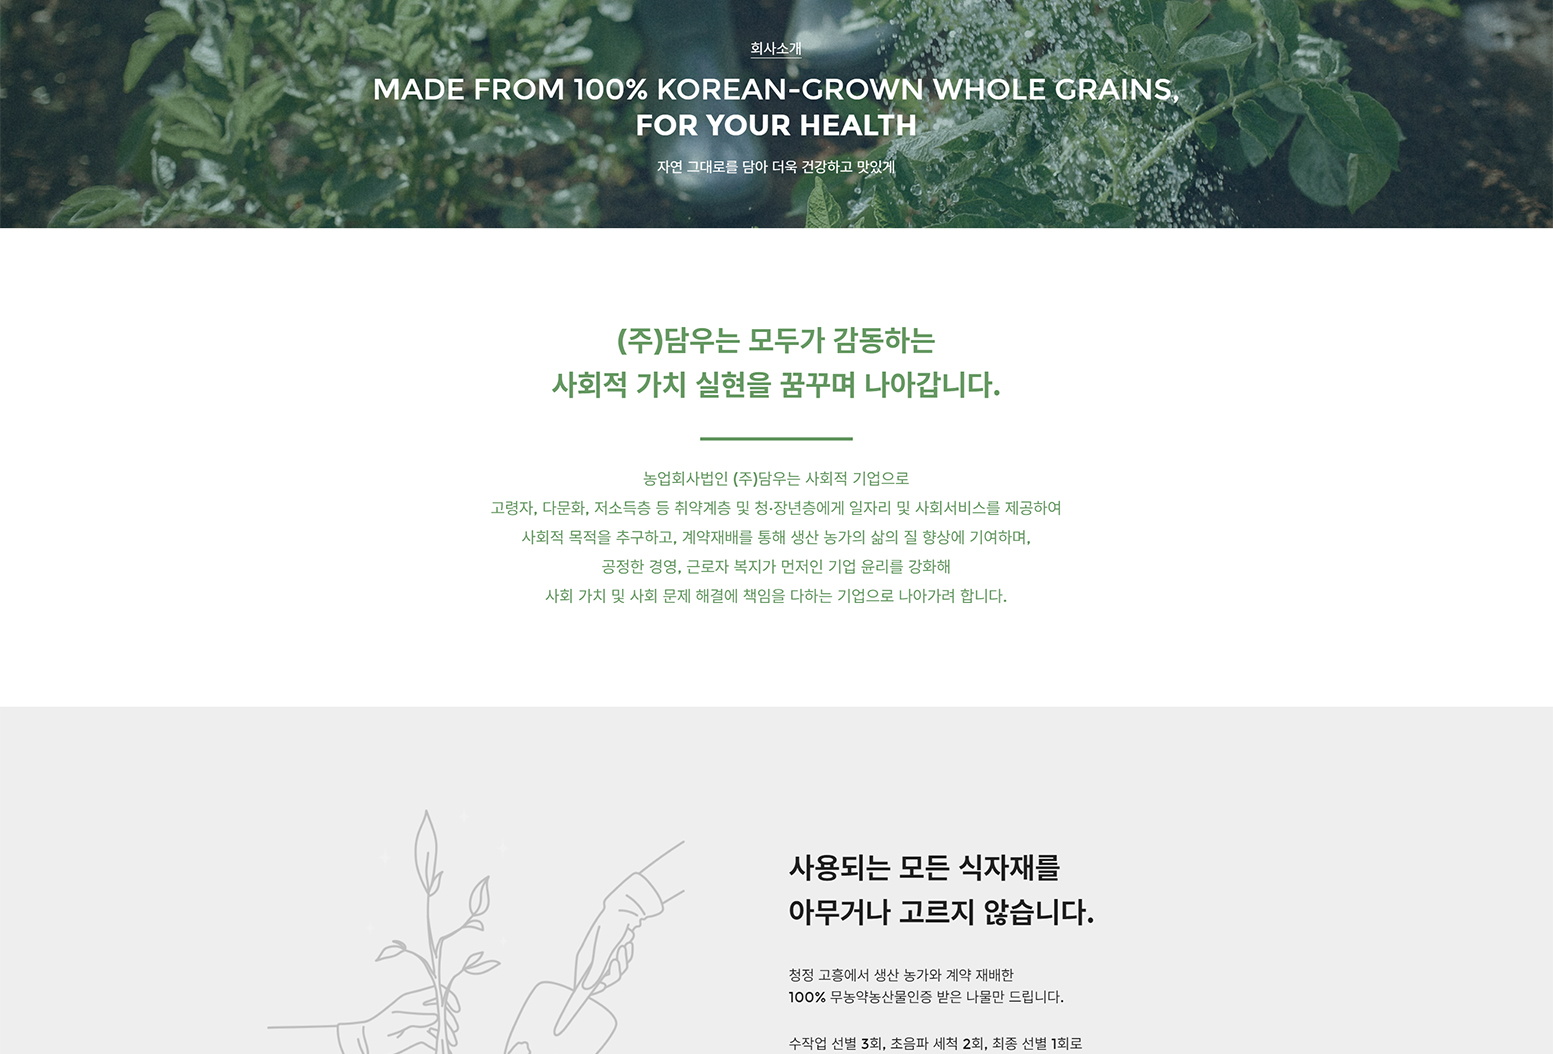 회사소개
MADE FROM 100% KOREAN-GROWN WHOLE GRAINS,
FOR YOUR HEALTH
자연 그대로를 담아 더욱 건강하고 맛있게
(주)담우는 모두가 감동하는
사회적 가치 실현을 꿈꾸며 나아갑니다.
농업회사법인 (주)담우는 사회적 기업으로
고령자, 다문화, 저소득층 등 취약계층 및 청·장년층에게 일자리 및 사회서비스를 제공하여
사회적 목적을 추구하고, 계약재배를 통해 생산 농가의 삶의 질 향상에 기여하며,
공정한 경영, 근로자 복지가 먼저인 기업 윤리를 강화해
사회 가치 및 사회 문제 해결에 책임을 다하는 기업으로 나아가려 합니다.
사용되는 모든 식자재를
아무거나 고르지 않습니다.
청정 고흥에서 생산 농가와 계약 재배한
100% 무농약농산물인증 받은 나물만 드립니다.
수작업 선별 3회, 초음파 세척 2회, 최종 선별 1회로